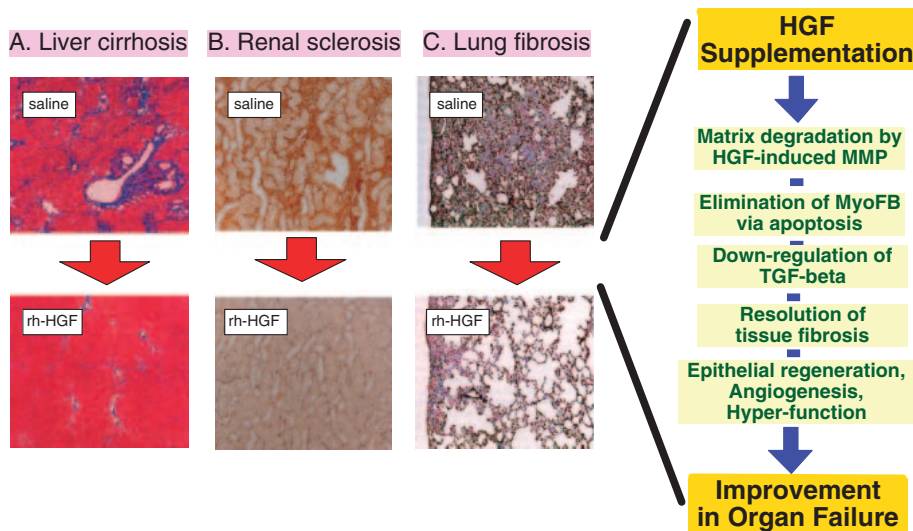 A. Liver cirrhosis
B. Renal sclerosis
C. Lung fibrosis
saline
saline
saline
rh-HGF
rh-HGF
rh-HGF
HGF
Supplementation
Matrix degradation by
HGF-induced MMP
Elimination of MyoFB
via apoptosis
Down-regulation of
TGF-beta
Resolution of
tissue fibrosis
Epithelial regeneration,
Angiogenesis,
Hyper-function
Improvement
in Organ Failure